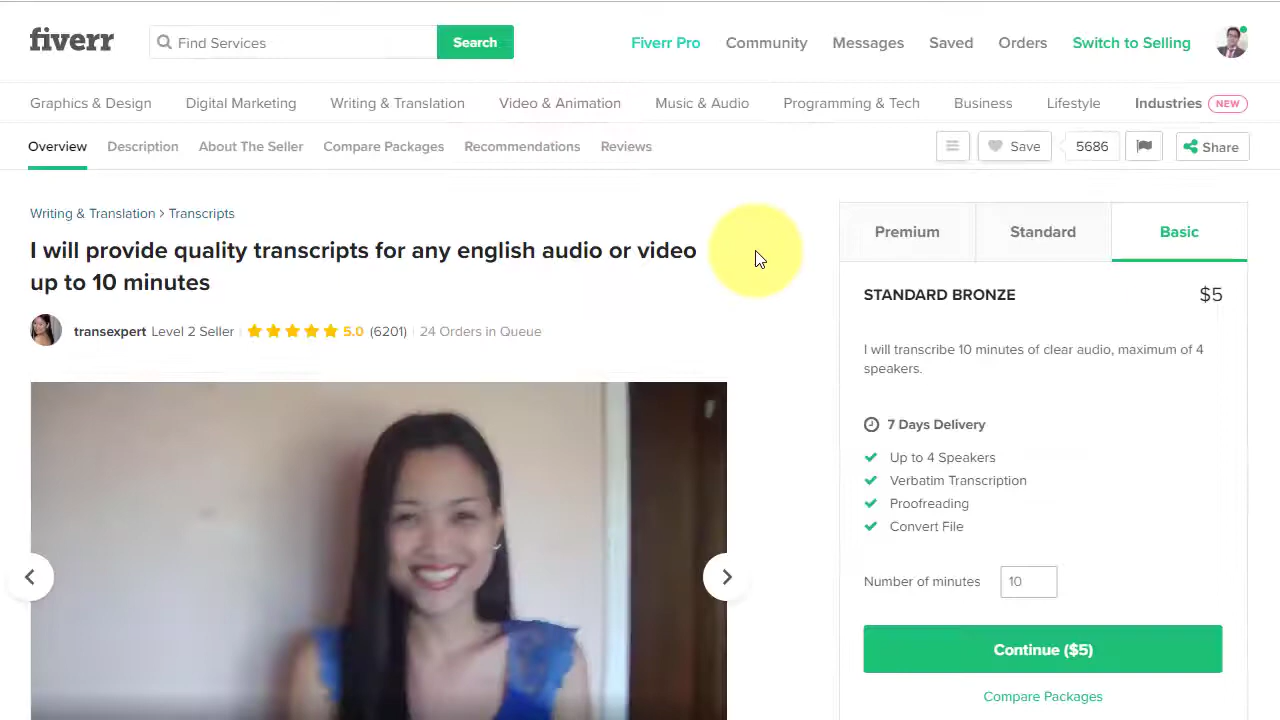 fiverr
Find Services
Search
Fiverr Pro
Community
Messages
Saved
Orders
Switch to Selling
Graphics & Design
Digital Marketing
Writing & Translation
Video & Animation
Music & Audio
Programming & Tech
Business
Lifestyle
Industries NEW
Overview
Description
About The Seller
Compare Packages
Recommendations
Reviews
Save
5686
Share
Writing & Translation > Transcripts
I will provide quality transcripts for any english audio or video
up to 10 minutes
transexpert Level 2 Seller
5.0 (6201)
24 Orders in Queue
Premium
Standard
Basic
STANDARD BRONZE
$5
I will transcribe 10 minutes of clear audio, maximum of 4
speakers.
7 Days Delivery
Up to 4 Speakers
Verbatim Transcription
Proofreading
Convert File
Number of minutes
10
Continue ($5)
Compare Packages